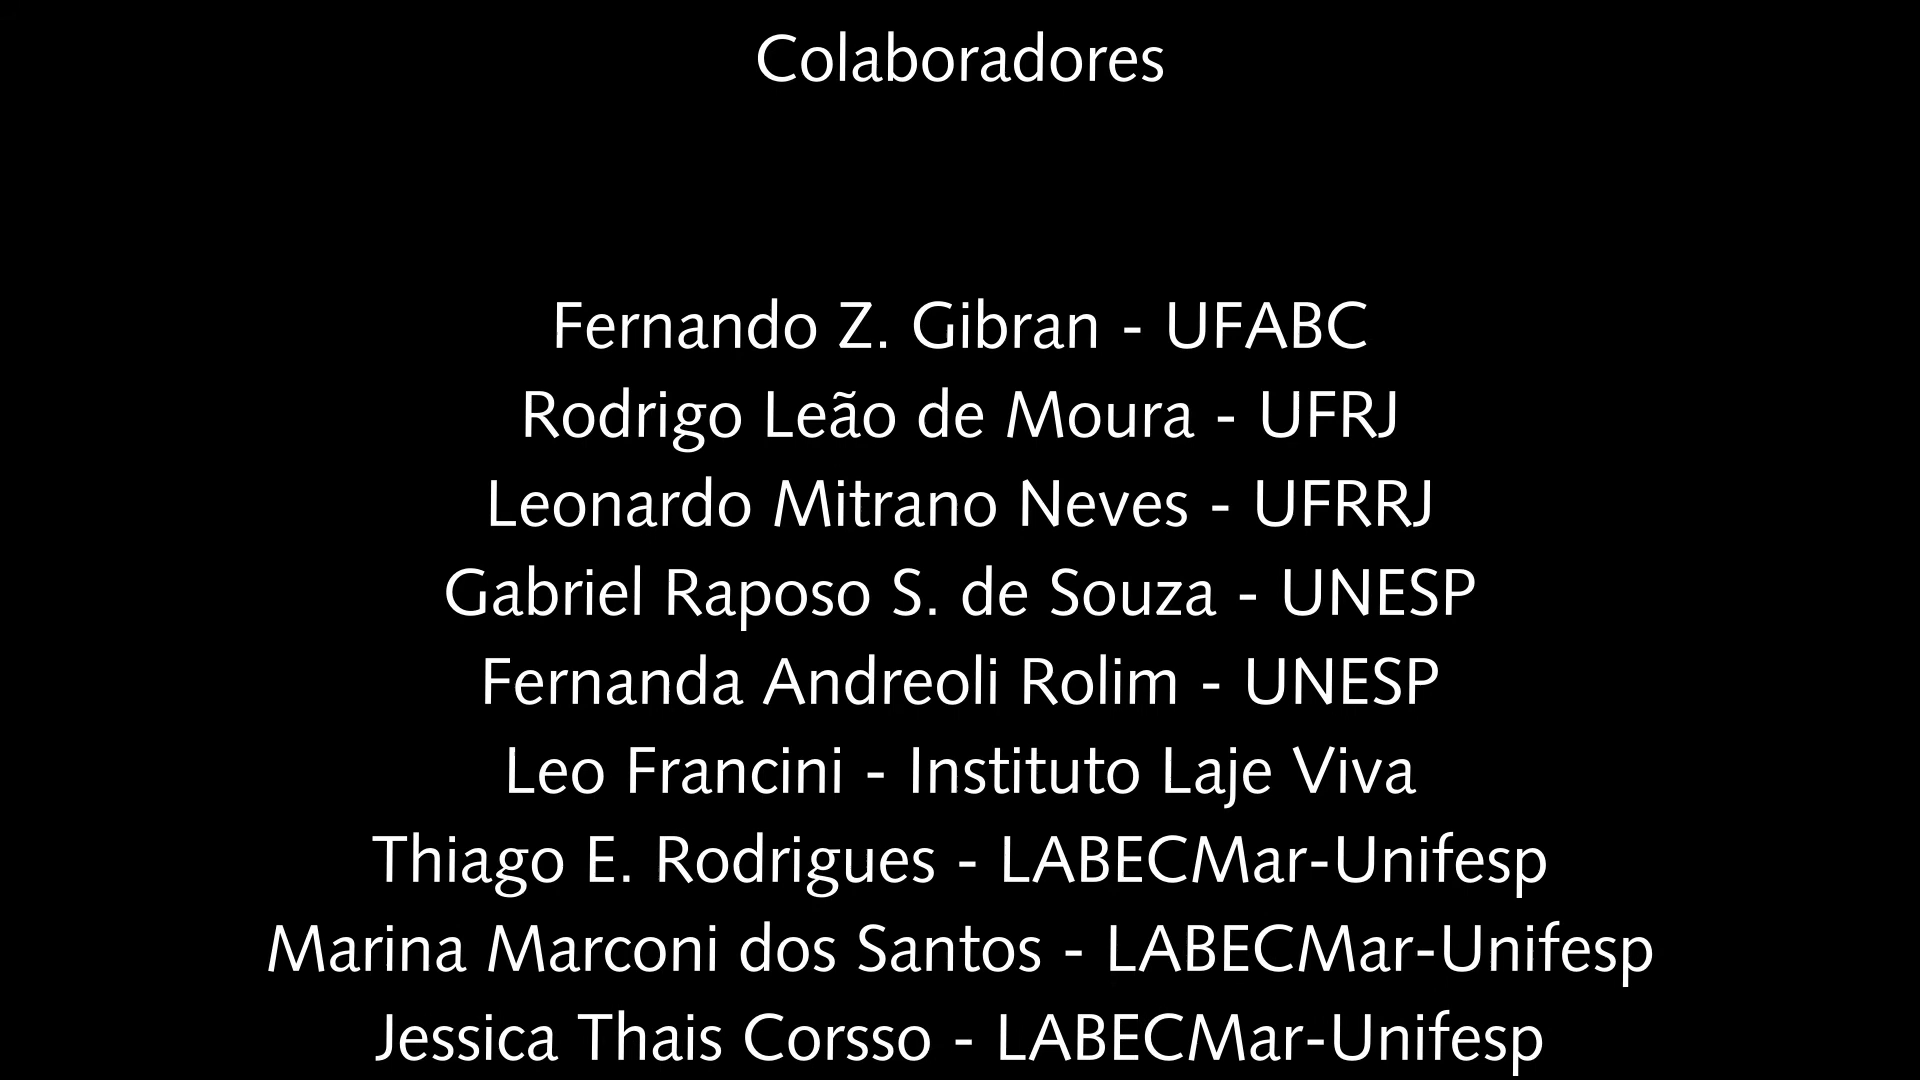 Colaboradores
Fernando Z. Gibran - UFABC
Rodrigo Leão de Moura - UFRJ
Leonardo Mitrano Neves - UFRRJ
Gabriel Raposo S. de Souza - UNESP
Fernanda Andreoli Rolim - UNESP
Leo Francini - Instituto Laje Viva
Thiago E. Rodrigues - LABECMar-Unifesp
Marina Marconi dos Santos - LABECMar-Unifesp
Jessica Thais Corsso - LABECMar-Unifesp